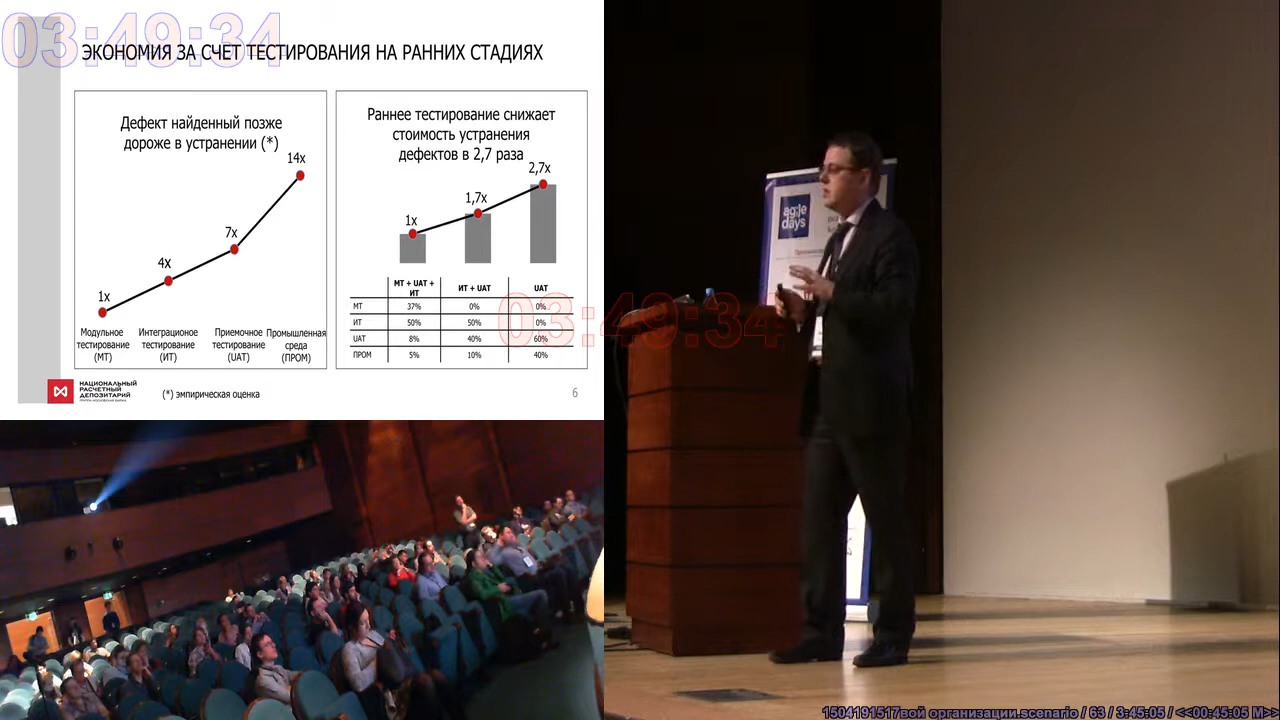 03:49:34
ЭКОНОМИЯ ЗА СЧЕТ ТЕСТИРОВАНИЯ НА РАННИХ СТАДИЯХ
Дефект найденный позже
дороже в устранении (*)
14x
7x
4x
1x
Модульное
тестирование
(МТ)
Интеграционое
тестирование
(ИТ)
Приемочное
тестирование
(UAT)
Промышленная
среда
(ПРОМ)
Раннее тестирование снижает
стоимость устранения
дефектов в 2,7 раза
2,7x
1,7x
1x
МТ + UAT +
ИТ
ИТ + UAT
UAT
МТ 37% 0% 0%
ИТ 50% 50% 0%
UAT 8% 40% 60%
ПРОМ 5% 10% 40%
НАЦИОНАЛЬНЫЙ
РАСЧЕТНЫЙ
ДЕПОЗИТАРИЙ
ГРУППА МОСКОВСКАЯ БИРЖА
(*) эмпирическая оценка
6
03:49:34
agile
days
1504191517вой организации.scenario / 63 / 3:45:05 / <<00:45:05 M>>